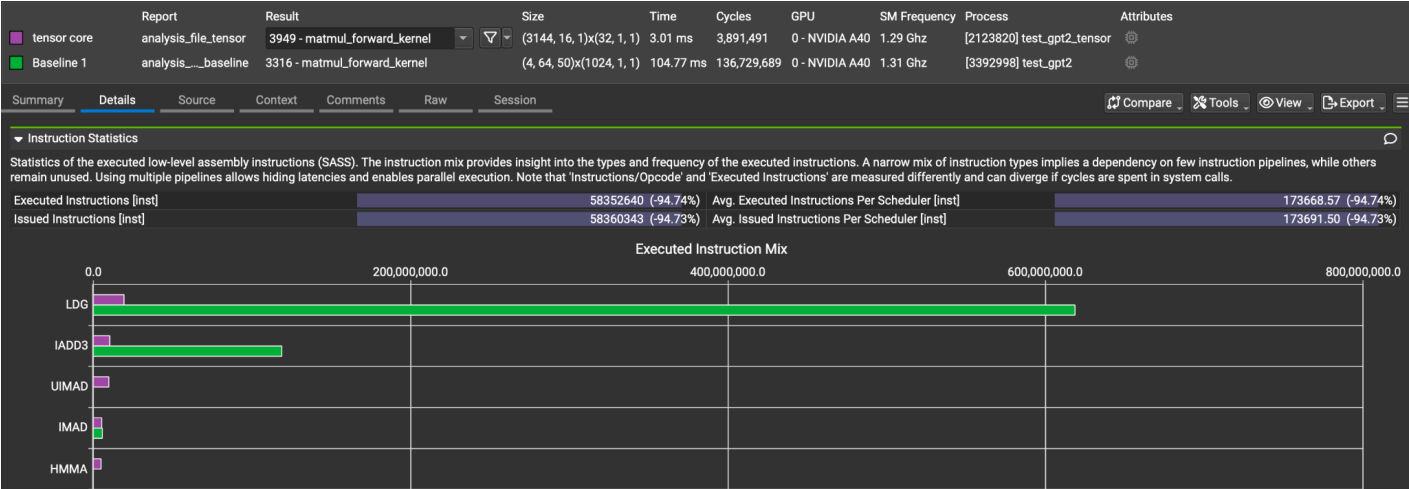 Report Result Size Time Cycles GPU SM Frequency Process Attributes
tensor core analysis_file_tensor 3949 - matmul_forward_kernel (3144, 16, 1)x(32, 1, 1) 3.01 ms 3,891,491 0 - NVIDIA A40 1.29 Ghz [2123820] test_gpt2_tensor
Baseline 1 analysis_..._baseline 3316 - matmul_forward_kernel (4, 64, 50)x(1024, 1, 1) 104.77 ms 136,729,689 0 - NVIDIA A40 1.31 Ghz [3392998] test_gpt2
Summary Details Source Context Comments Raw Session Compare Tools View Export
Instruction Statistics
Statistics of the executed low-level assembly instructions (SASS). The instruction mix provides insight into the types and frequency of the executed instructions. A narrow mix of instruction types implies a dependency on few instruction pipelines, while others
remain unused. Using multiple pipelines allows hiding latencies and enables parallel execution. Note that 'Instructions/Opcode' and 'Executed Instructions' are measured differently and can diverge if cycles are spent in system calls.
Executed Instructions [inst] 58352640 (-94.74%) Avg. Executed Instructions Per Scheduler [inst] 173668.57 (-94.74%)
Issued Instructions [inst] 58360343 (-94.73%) Avg. Issued Instructions Per Scheduler [inst] 173691.50 (-94.73%)
Executed Instruction Mix
0.0 200,000,000.0 400,000,000.0 600,000,000.0 800,000,000.0
LDG
IADD3
UIMAD
IMAD
HMMA